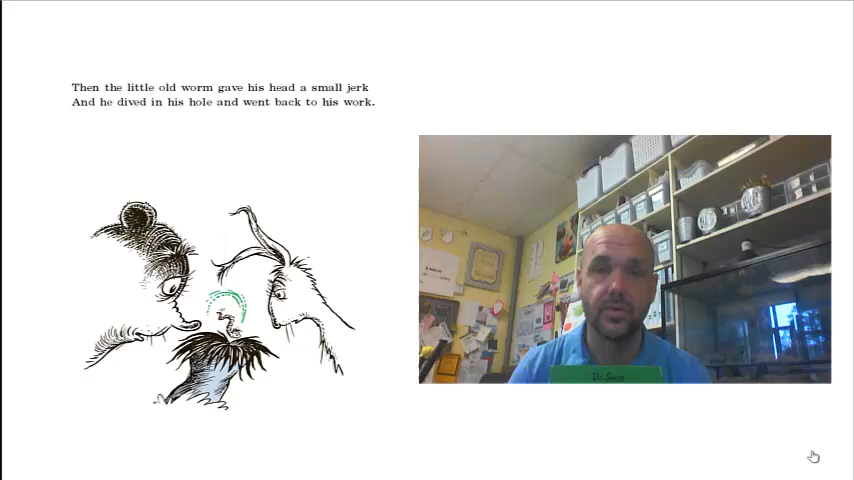 Then the little old worm gave his head a small jerk
And he dived in his hole and went back to his work.
Dr. Seuss